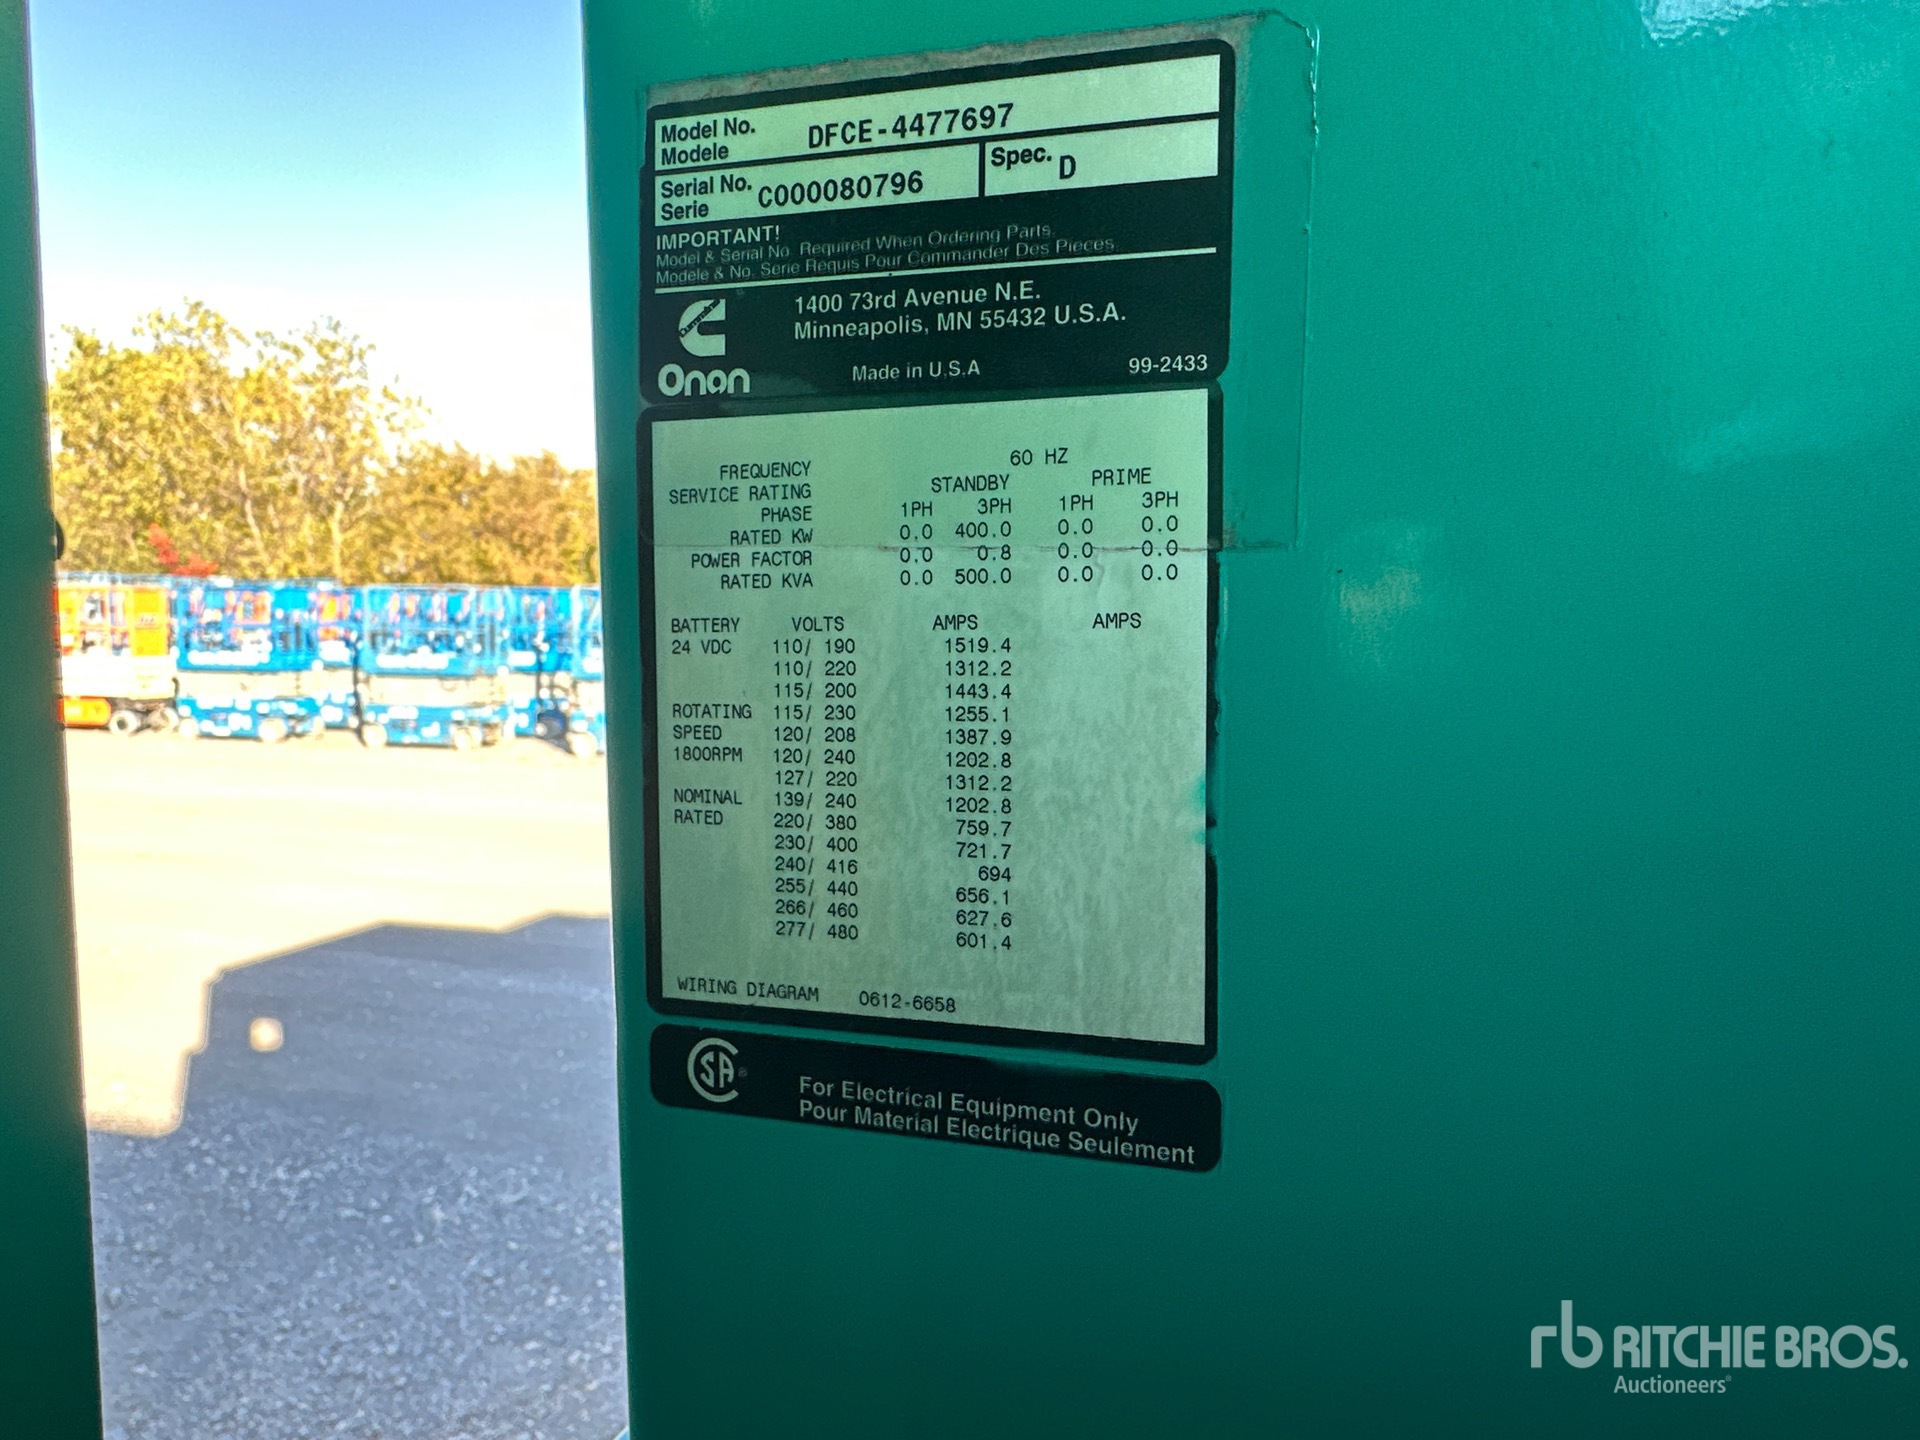 Model No. DFCE-4477697
Modele
Serial No. C000080796 Spec. D
Serie
IMPORTANT!
Model & Serial No. Required When Ordering Parts.
Modele & No. Serie Requis Pour Commander Des Pieces.
1400 73rd Avenue N.E.
Minneapolis, MN 55432 U.S.A.
Cummins
Onan Made in U.S.A 99-2433
FREQUENCY 60 HZ
SERVICE RATING STANDBY PRIME
PHASE 1PH 3PH 1PH 3PH
RATED KW 0.0 400.0 0.0 0.0
POWER FACTOR 0.0 0.8 0.0 0.0
RATED KVA 0.0 500.0 0.0 0.0
BATTERY VOLTS AMPS AMPS
24 VDC 110/ 190 1519.4
110/ 220 1312.2
115/ 200 1443.4
ROTATING 115/ 230 1255.1
SPEED 120/ 208 1387.9
1800RPM 120/ 240 1202.8
127/ 220 1312.2
NOMINAL 139/ 240 1202.8
RATED 220/ 380 759.7
230/ 400 721.7
240/ 416 694
255/ 440 656.1
266/ 460 627.6
277/ 480 601.4
WIRING DIAGRAM 0612-6658
CSA®
For Electrical Equipment Only
Pour Material Electrique Seulement
rb RITCHIE BROS.
Auctioneers®